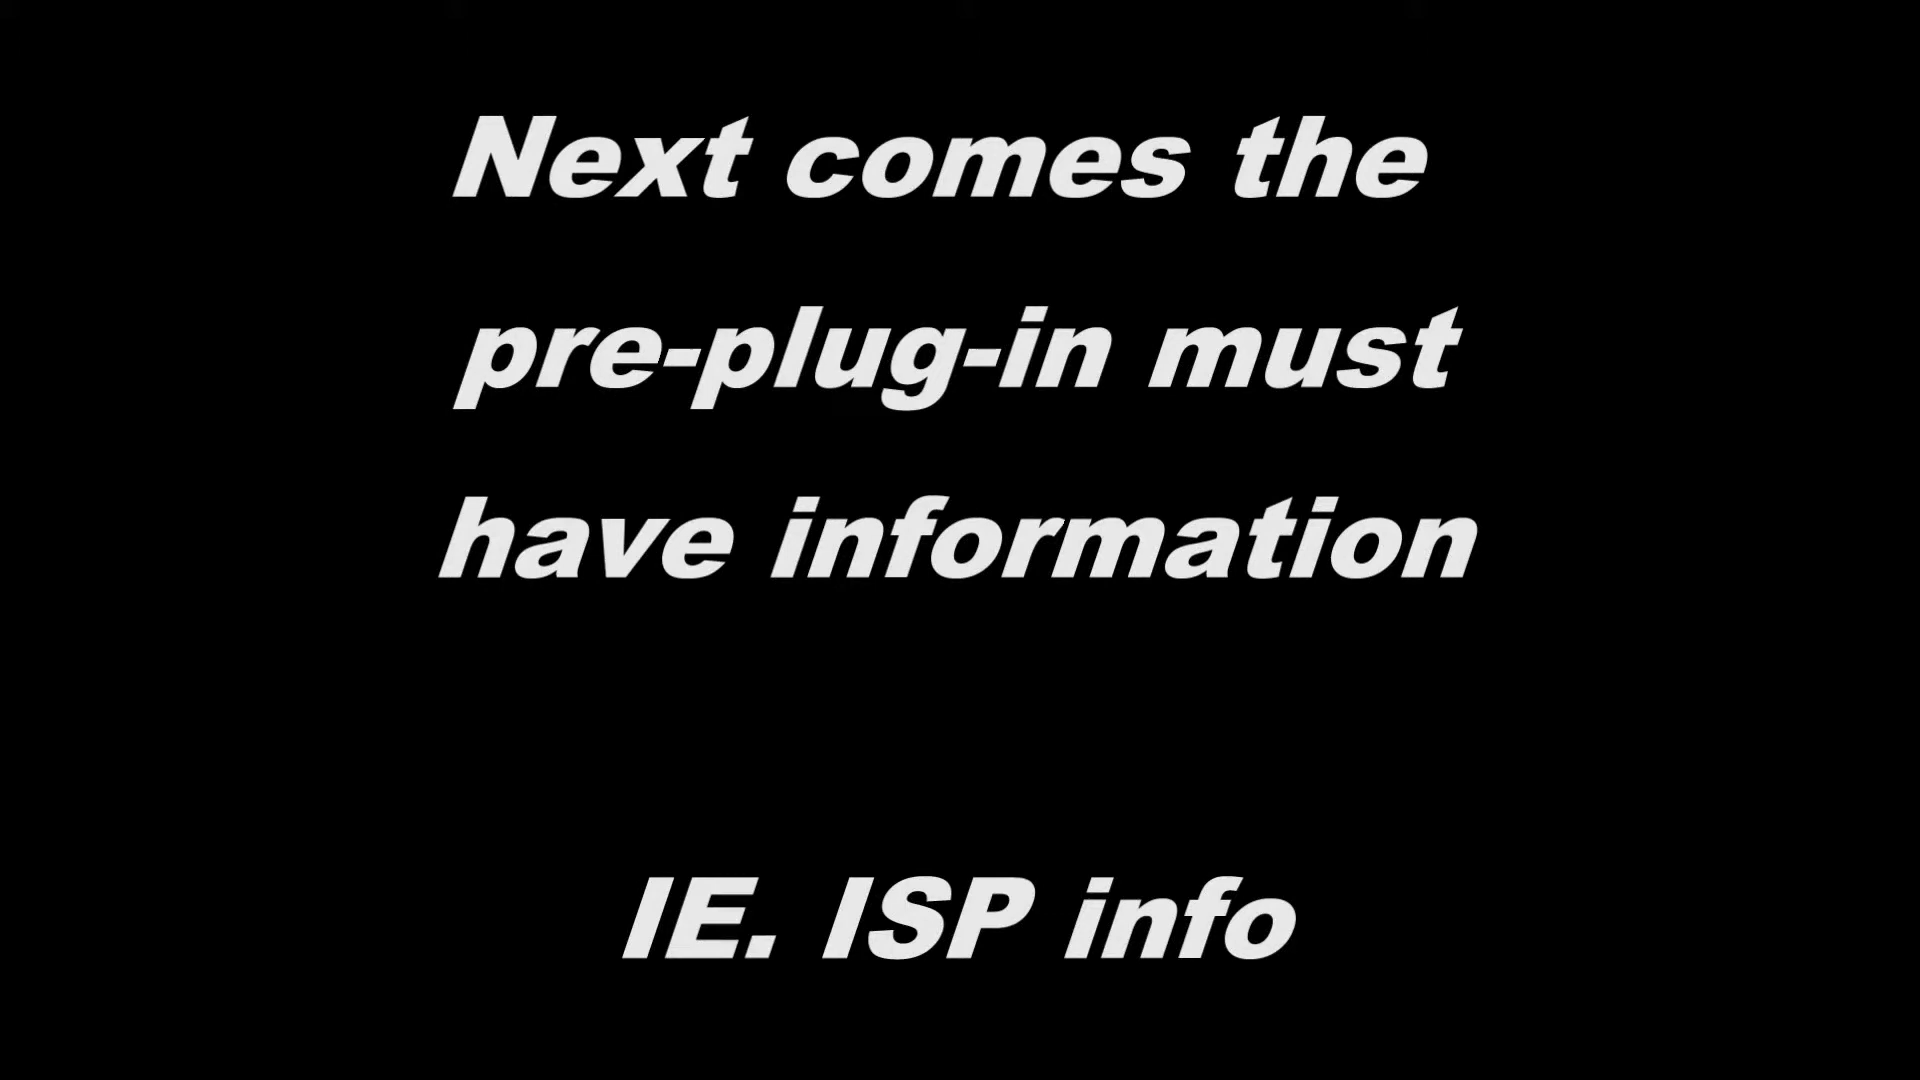 Next comes the
pre-plug-in must
have information
IE. ISP info